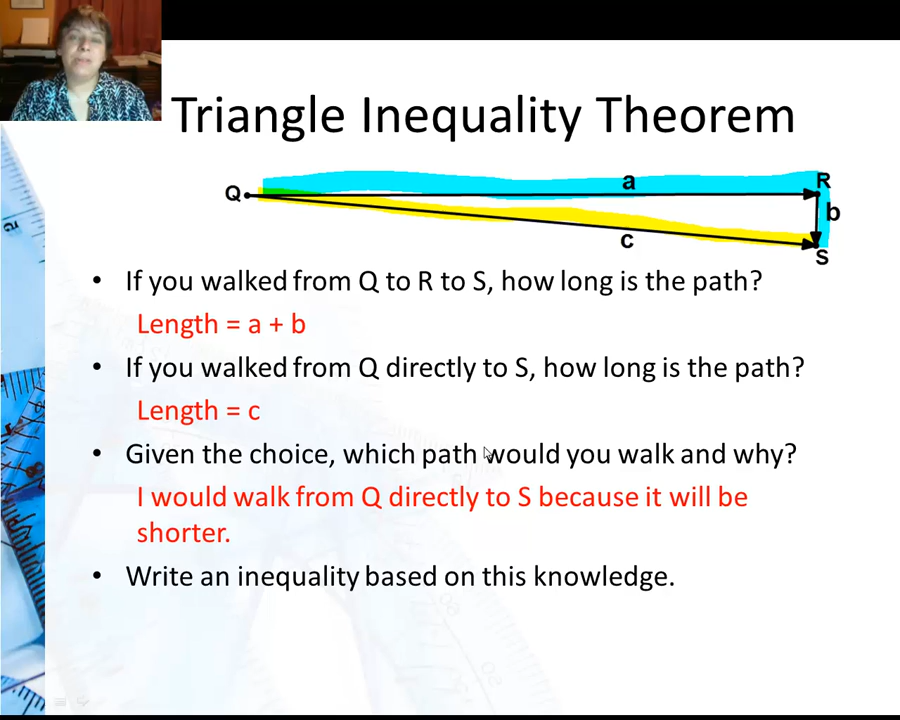 Triangle Inequality Theorem
a
R
Q
b
c
S
• If you walked from Q to R to S, how long is the path?
Length = a + b
• If you walked from Q directly to S, how long is the path?
Length = c
• Given the choice, which path would you walk and why?
I would walk from Q directly to S because it will be
shorter.
• Write an inequality based on this knowledge.